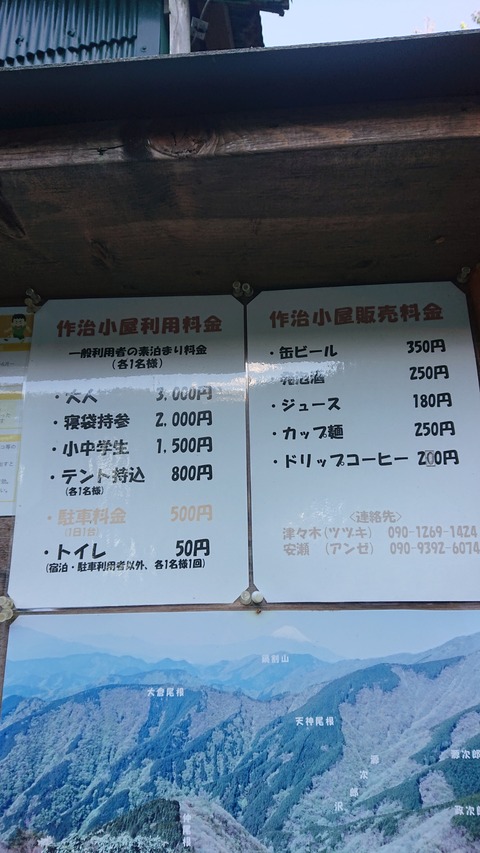 作治小屋利用料金
一般利用者の素泊まり料金
(各1名様)
・大人 3,000円
・寝袋持参 2,000円
・小中学生 1,500円
・テント持込 800円
(各1名様)
・駐車料金 500円
(1日1台)
・トイレ 50円
(宿泊・駐車利用者以外、各1名様1回)
作治小屋販売料金
・缶ビール 350円
・発泡酒 250円
・ジュース 180円
・カップ麺 250円
・ドリップコーヒー 200円
<連絡先>
津々木(ツヅキ) 090-1269-1424
安瀬 (アンゼ) 090-9392-6074
大倉尾根
天神尾根